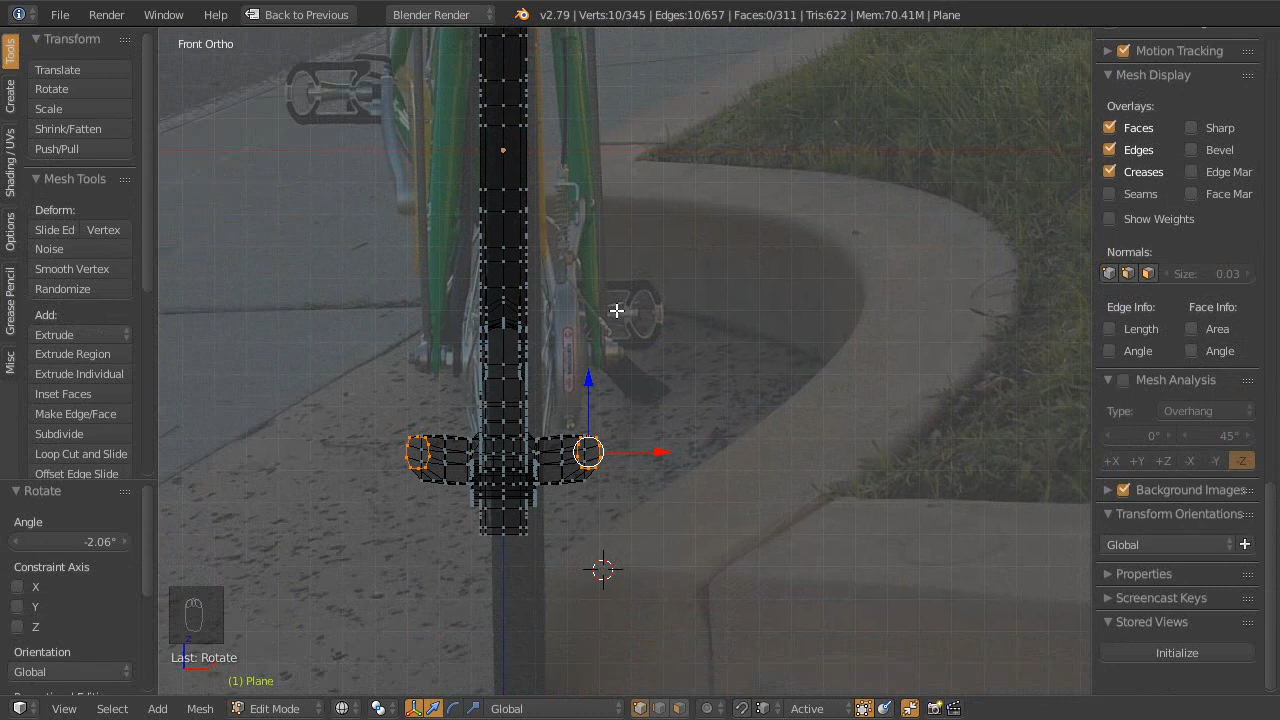 File Render Window Help Back to Previous Blender Render v2.79 | Verts:10/345 | Edges:10/657 | Faces:0/311 | Tris:622 | Mem:70.41M | Plane
Tools
Create
Shading / UVs
Options
Grease Pencil
Misc
Transform
Translate
Rotate
Scale
Shrink/Fatten
Push/Pull
Mesh Tools
Deform:
Slide Ed Vertex
Noise
Smooth Vertex
Randomize
Add:
Extrude
Extrude Region
Extrude Individual
Inset Faces
Make Edge/Face
Subdivide
Loop Cut and Slide
Offset Edge Slide
Rotate
Angle
-2.06°
Constraint Axis
X
Y
Z
Orientation
Global
Front Ortho
z
Last: Rotate
(1) Plane
Motion Tracking
Mesh Display
Overlays:
Faces Sharp
Edges Bevel
Creases Edge Mar
Seams Face Mar
Show Weights
Normals:
Size: 0.03
Edge Info: Face Info:
Length Area
Angle Angle
Mesh Analysis
Type: Overhang
0° 45°
+X +Y +Z -X -Y -Z
Background Images
Transform Orientations
Global
Properties
Screencast Keys
Stored Views
Initialize
View Select Add Mesh Edit Mode Global Active